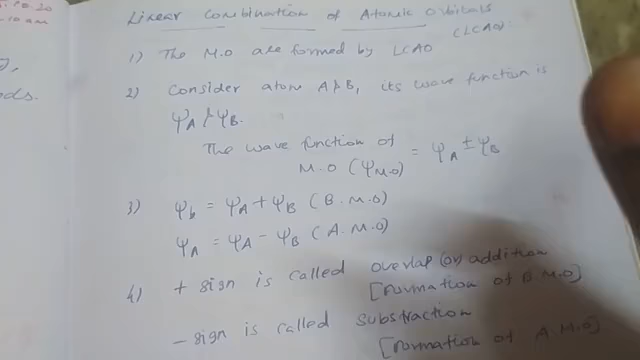 Linear Combination of Atomic Orbitals
(LCAO):
1) The M.O are formed by LCAO
2) Consider atom A & B, its wave function is
ψA & ψB.
The wave function of
M.O (ψM.O) = ψA ± ψB
3) ψb = ψA + ψB (B.M.O)
ψA = ψA - ψB (A.M.O)
4) + sign is called overlap (or) addition
[Formation of B.M.O]
- sign is called substraction
[Formation of A.M.O]